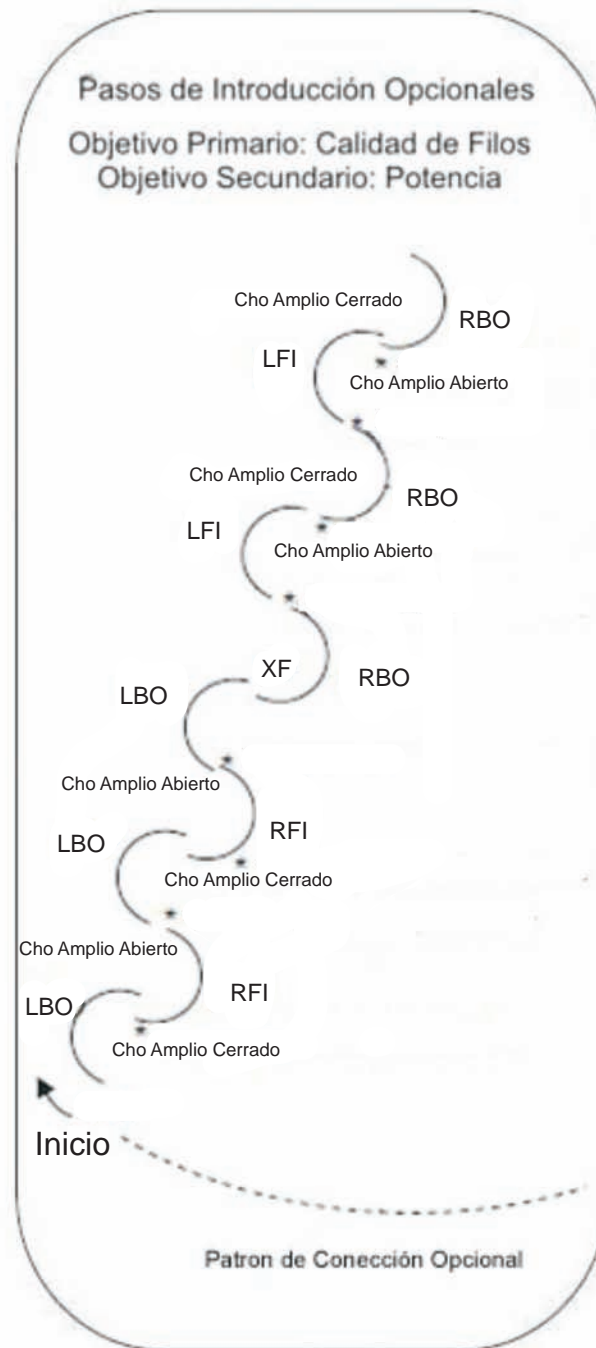 Pasos de Introducción Opcionales
Objetivo Primario: Calidad de Filos
Objetivo Secundario: Potencia
Cho Amplio Cerrado
RBO
LFI
Cho Amplio Abierto
Cho Amplio Cerrado
RBO
LFI
Cho Amplio Abierto
XF
RBO
LBO
Cho Amplio Abierto
RFI
LBO
Cho Amplio Cerrado
Cho Amplio Abierto
RFI
LBO
Cho Amplio Cerrado
Inicio
Patron de Conección Opcional